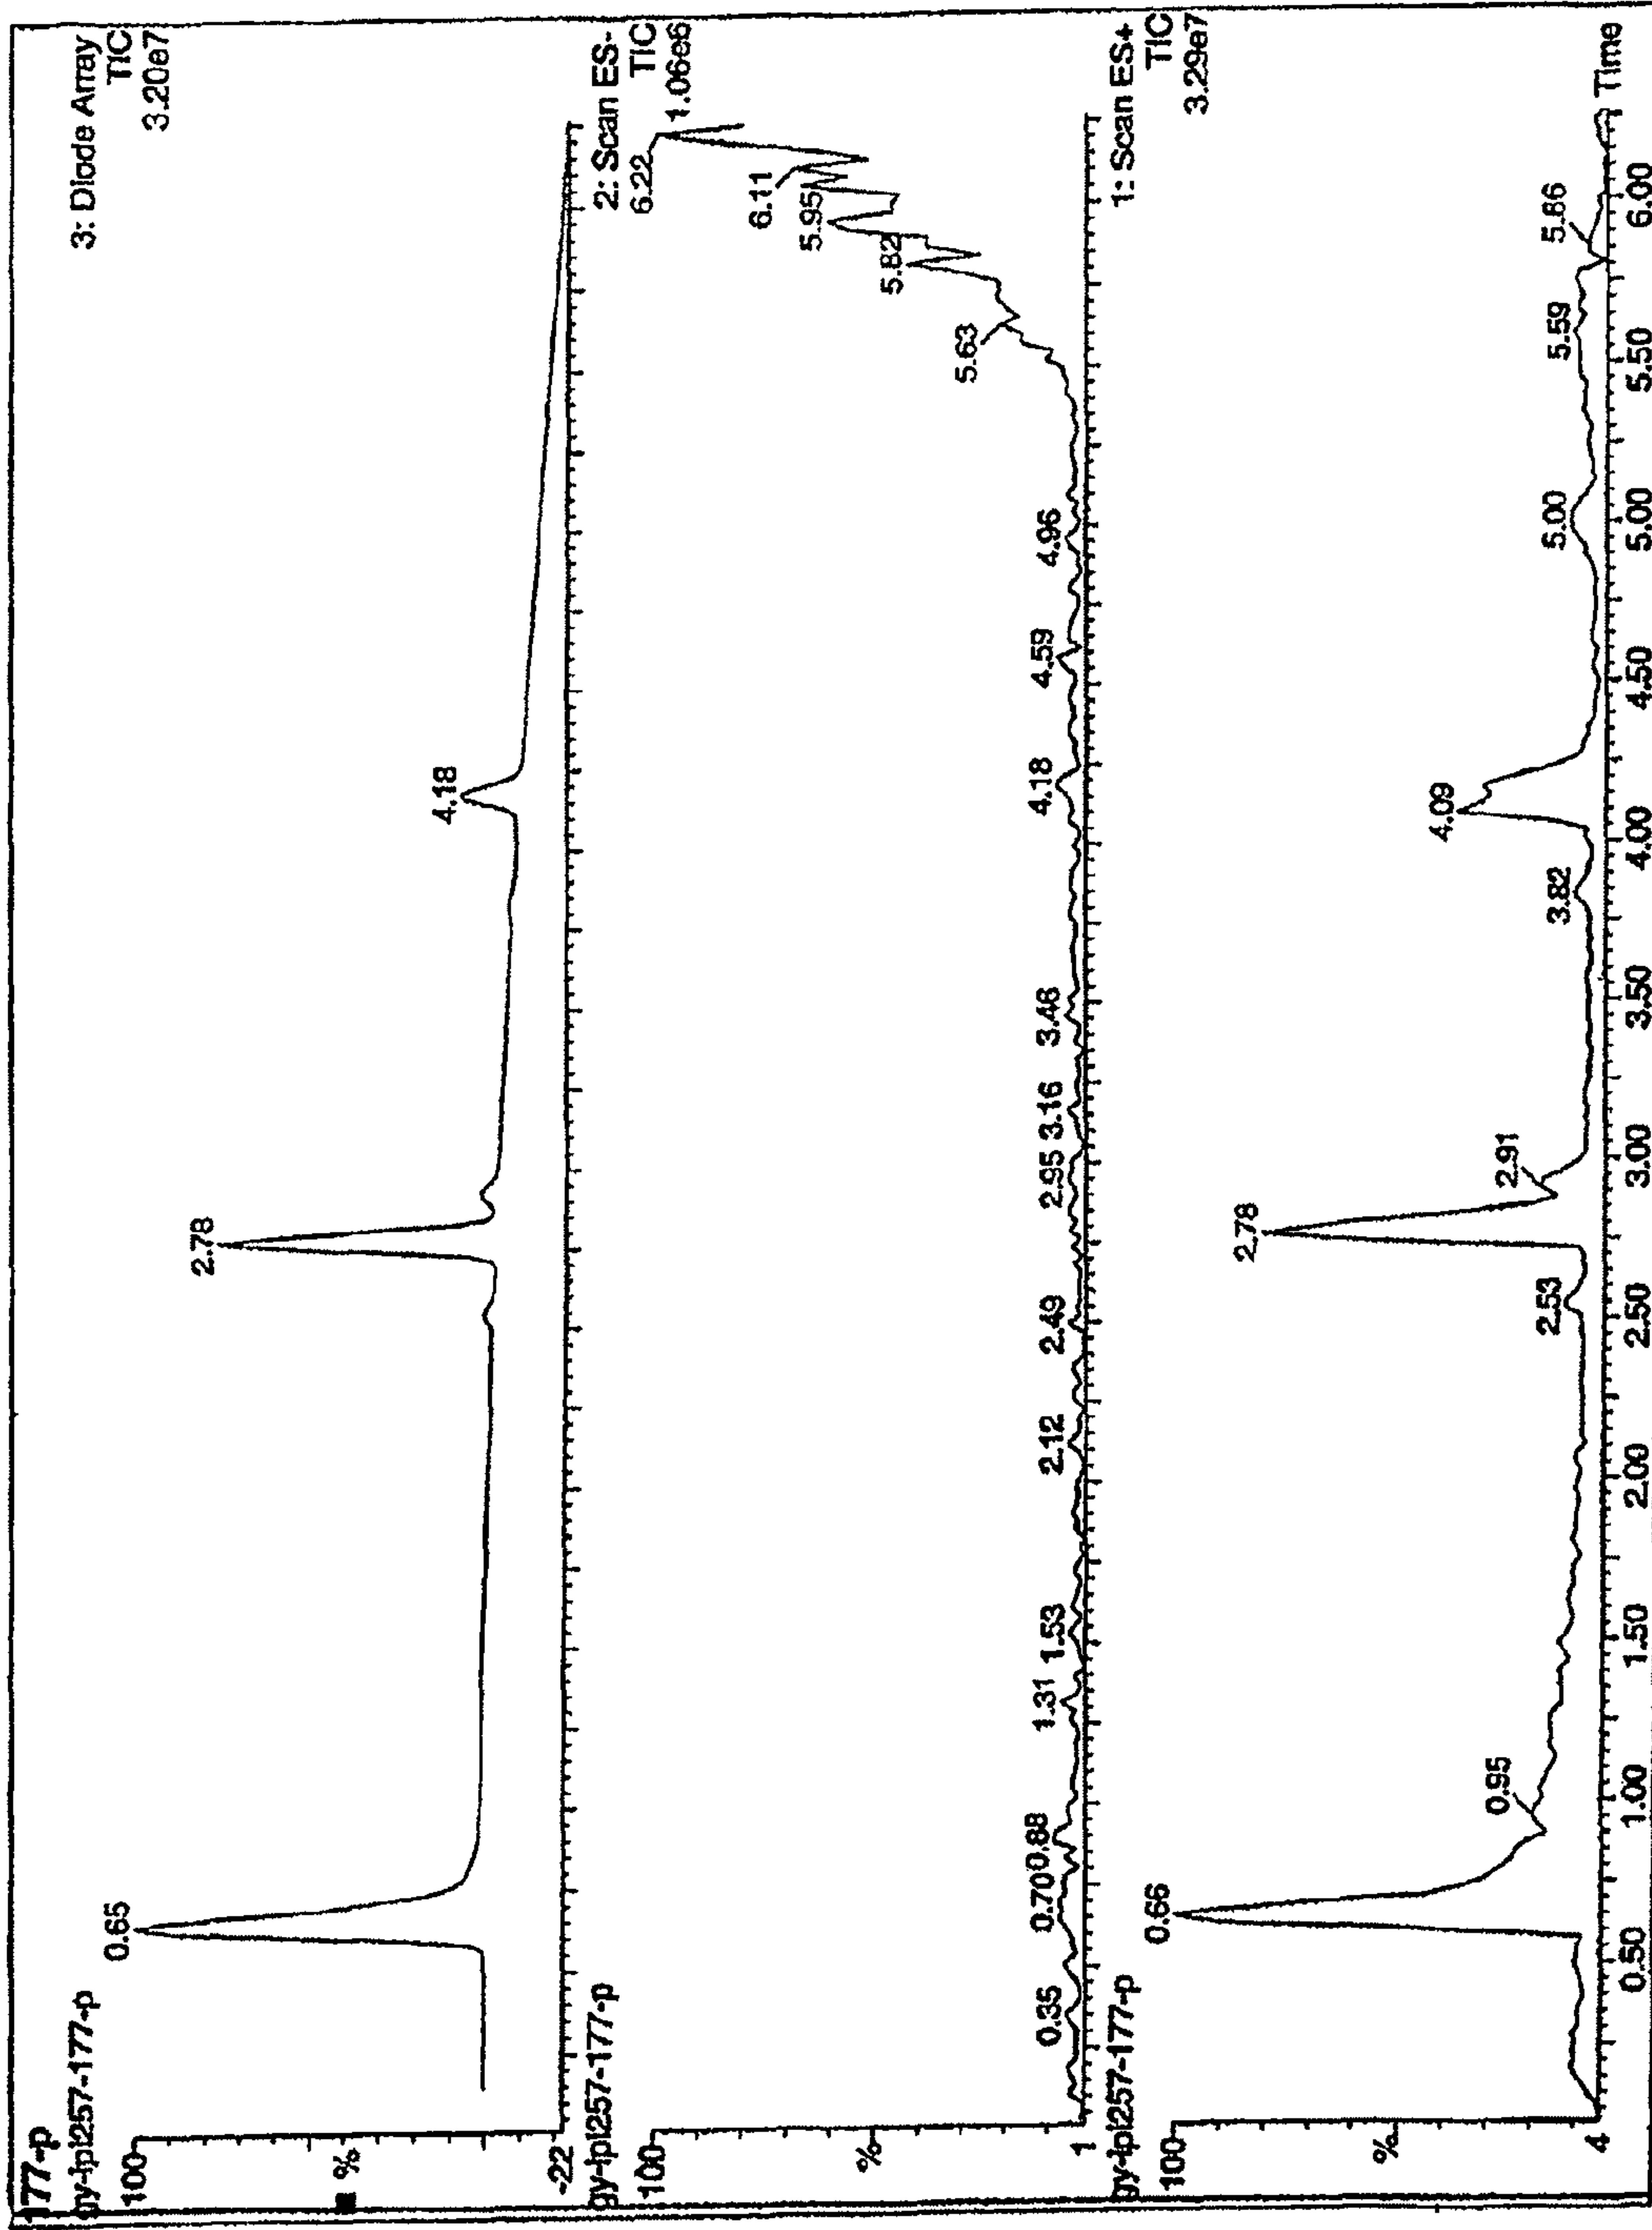 177-p
gy-lpl257-177-p
3: Diode Array
TIC
3.20e7
100
%
-22
0.65
2.78
4.18
gy-lpl257-177-p
2: Scan ES-
TIC
1.06e6
100
%
1
0.35
0.70
0.88
1.31
1.53
2.12
2.49
2.95
3.16
3.46
4.18
4.59
4.96
5.63
5.82
5.95
6.11
6.22
gy-lpl257-177-p
1: Scan ES+
TIC
3.29e7
100
%
4
0.66
0.95
2.53
2.78
2.91
3.82
4.09
5.00
5.59
5.86
0.50 1.00 1.50 2.00 2.50 3.00 3.50 4.00 4.50 5.00 5.50 6.00 Time